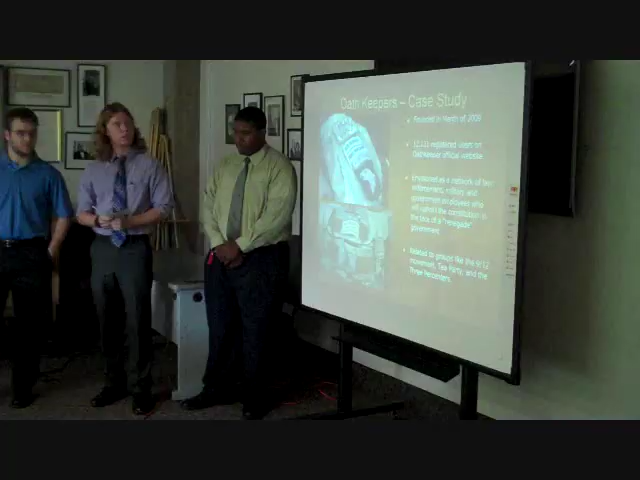 Oath Keepers – Case Study
Founded in March of 2009
registered users on
official website
as a network of law
enforcement, military and
government employees who
will uphold the constitution in
the face of a "renegade"
government
Related to groups like the 9/12
movement, Tea Party, and the
Three Percenters